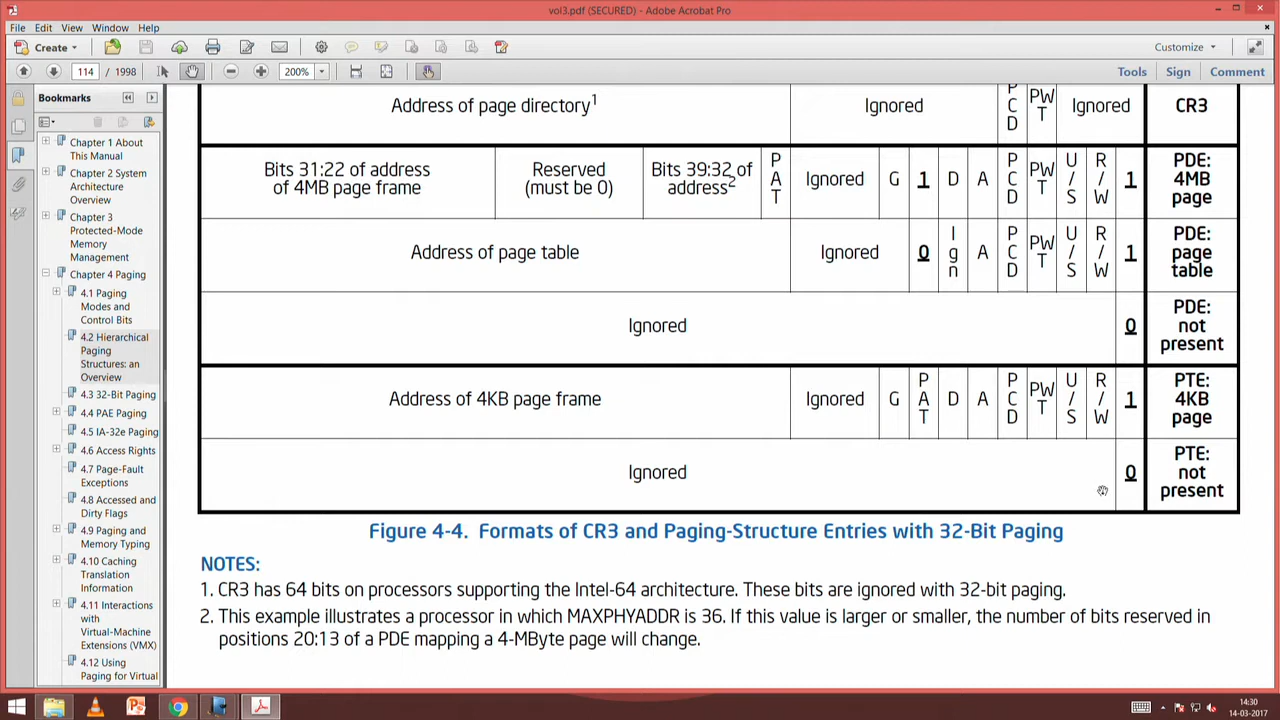 vol3.pdf (SECURED) - Adobe Acrobat Pro
File Edit View Window Help
Create
Customize
114 / 1998
200%
Tools Sign Comment
Bookmarks
Chapter 1 About
This Manual
Chapter 2 System
Architecture
Overview
Chapter 3
Protected-Mode
Memory
Management
Chapter 4 Paging
4.1 Paging
Modes and
Control Bits
4.2 Hierarchical
Paging
Structures: an
Overview
4.3 32-Bit Paging
4.4 PAE Paging
4.5 IA-32e Paging
4.6 Access Rights
4.7 Page-Fault
Exceptions
4.8 Accessed and
Dirty Flags
4.9 Paging and
Memory Typing
4.10 Caching
Translation
Information
4.11 Interactions
with
Virtual-Machine
Extensions (VMX)
4.12 Using
Paging for Virtual
Address of page directory1 Ignored PCD PWT Ignored CR3
Bits 31:22 of address
of 4MB page frame
Reserved
(must be 0)
Bits 39:32 of
address2
PAT Ignored G 1 D A PCD PWT U/S R/W 1
PDE:
4MB
page
Address of page table Ignored 0 Ign A PCD PWT U/S R/W 1
PDE:
page
table
Ignored 0
PDE:
not
present
Address of 4KB page frame Ignored G PAT D A PCD PWT U/S R/W 1
PTE:
4KB
page
Ignored 0
PTE:
not
present
Figure 4-4. Formats of CR3 and Paging-Structure Entries with 32-Bit Paging
NOTES:
1. CR3 has 64 bits on processors supporting the Intel-64 architecture. These bits are ignored with 32-bit paging.
2. This example illustrates a processor in which MAXPHYADDR is 36. If this value is larger or smaller, the number of bits reserved in
positions 20:13 of a PDE mapping a 4-MByte page will change.
14:30
14-03-2017